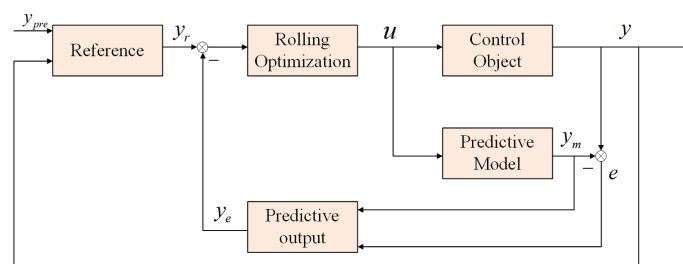 y_pre
Reference
y_r
−
Rolling
Optimization
u
Control
Object
y
Predictive
Model
y_m
−
e
y_e
Predictive
output